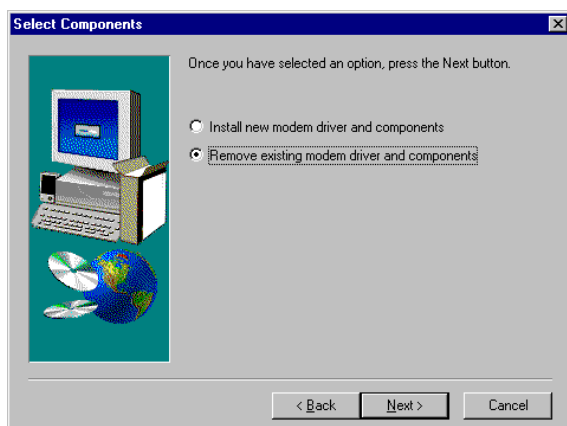 Select Components
Once you have selected an option, press the Next button.
Install new modem driver and components
Remove existing modem driver and components
< Back
Next >
Cancel